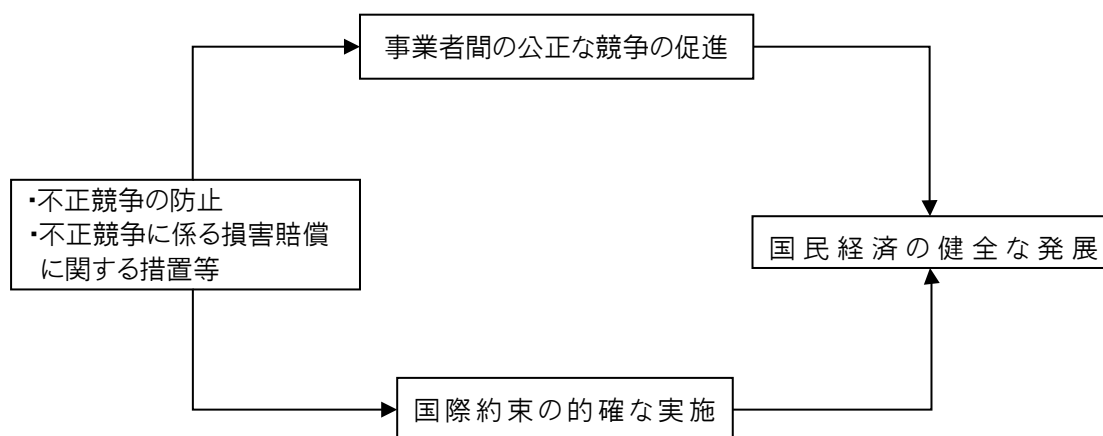 事業者間の公正な競争の促進
・不正競争の防止
・不正競争に係る損害賠償
に関する措置等
国民経済の健全な発展
国際約束の的確な実施